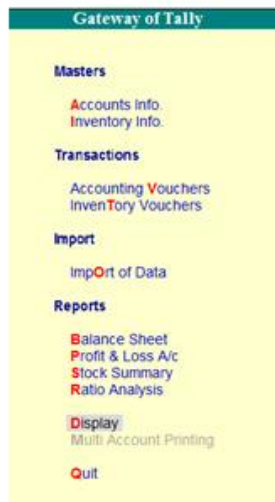 Gateway of Tally
Masters
Accounts Info.
Inventory Info.
Transactions
Accounting Vouchers
InvenTory Vouchers
Import
ImpOrt of Data
Reports
Balance Sheet
Profit & Loss A/c
Stock Summary
Ratio Analysis
Display
Multi Account Printing
Quit